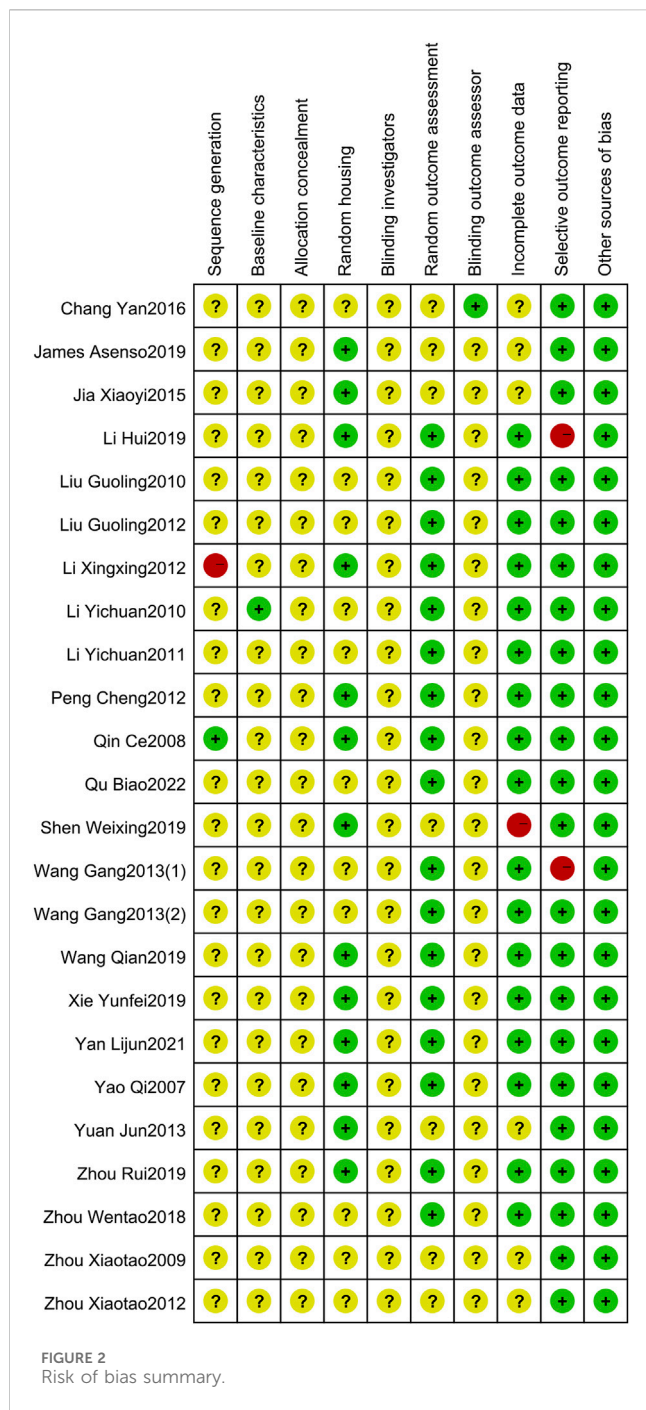 Sequence generation
Baseline characteristics
Allocation concealment
Random housing
Blinding investigators
Random outcome assessment
Blinding outcome assessor
Incomplete outcome data
Selective outcome reporting
Other sources of bias
Chang Yan2016 ? ? ? ? ? ? + ? + +
James Asenso2019 ? ? ? + ? ? ? ? + +
Jia Xiaoyi2015 ? ? ? + ? ? ? ? + +
Li Hui2019 ? ? ? + ? + ? + − +
Liu Guoling2010 ? ? ? ? ? + ? + + +
Liu Guoling2012 ? ? ? ? ? + ? + + +
Li Xingxing2012 − ? ? + ? + ? + + +
Li Yichuan2010 ? + ? ? ? + ? + + +
Li Yichuan2011 ? ? ? ? ? + ? + + +
Peng Cheng2012 ? ? ? + ? + ? + + +
Qin Ce2008 + ? ? + ? + ? + + +
Qu Biao2022 ? ? ? ? ? + ? + + +
Shen Weixing2019 ? ? ? + ? ? ? − + +
Wang Gang2013(1) ? ? ? ? ? + ? + − +
Wang Gang2013(2) ? ? ? ? ? + ? + + +
Wang Qian2019 ? ? ? + ? + ? + + +
Xie Yunfei2019 ? ? ? + ? + ? + + +
Yan Lijun2021 ? ? ? + ? + ? + + +
Yao Qi2007 ? ? ? + ? + ? + + +
Yuan Jun2013 ? ? ? + ? ? ? ? + +
Zhou Rui2019 ? ? ? + ? + ? + + +
Zhou Wentao2018 ? ? ? ? ? + ? + + +
Zhou Xiaotao2009 ? ? ? ? ? ? ? ? + +
Zhou Xiaotao2012 ? ? ? ? ? ? ? ? + +
FIGURE 2
Risk of bias summary.